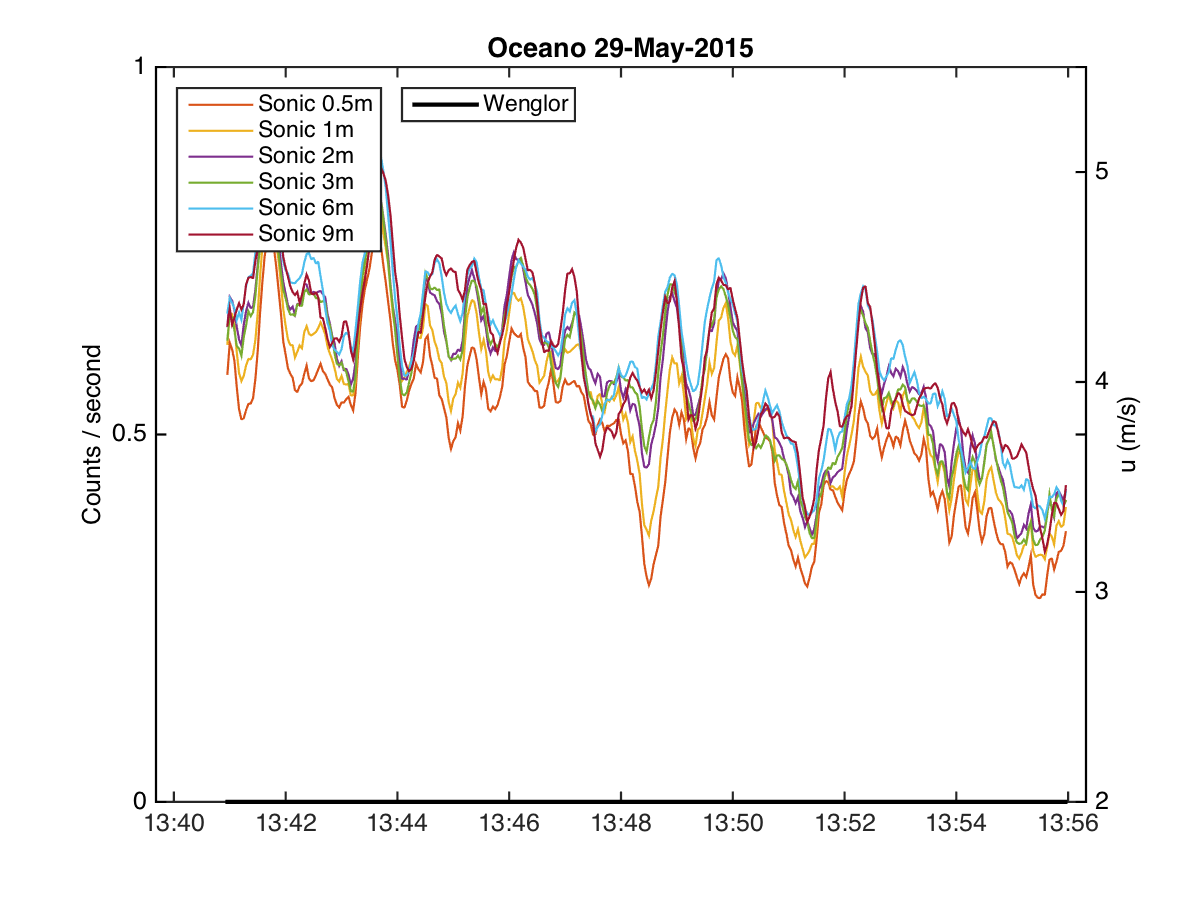 Oceano 29-May-2015
Sonic 0.5m
Sonic 1m
Sonic 2m
Sonic 3m
Sonic 6m
Sonic 9m
Wenglor
1
0.5
0
Counts / second
5
4
3
2
u (m/s)
13:40 13:42 13:44 13:46 13:48 13:50 13:52 13:54 13:56